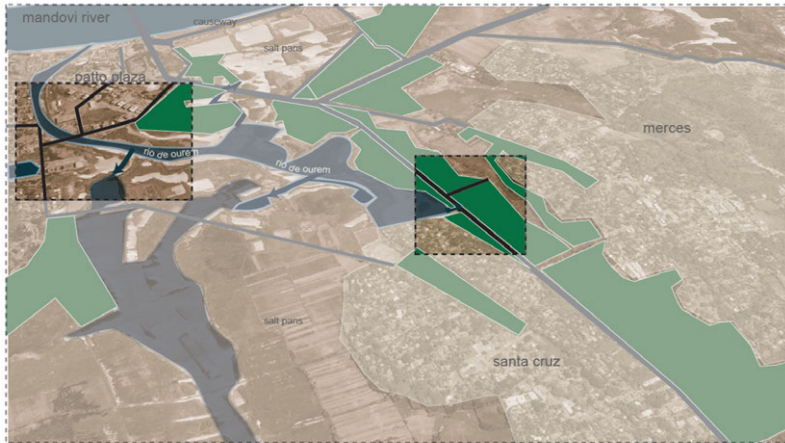 mandovi river
causeway
salt pans
patto plaza
merces
rio de ourem
rio de ourem
salt pans
santa cruz